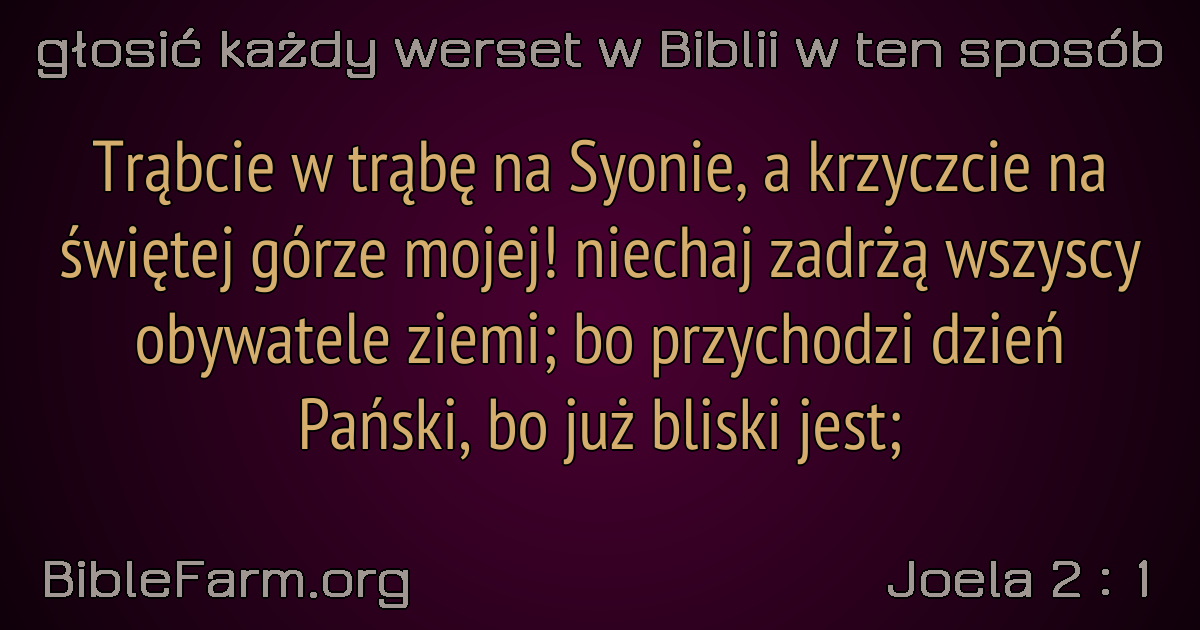 głosić każdy werset w Biblii w ten sposób
Trąbcie w trąbę na Syonie, a krzyczcie na
świętej górze mojej! niechaj zadrżą wszyscy
obywatele ziemi; bo przychodzi dzień
Pański, bo już bliski jest;
BibleFarm.org
Joela 2 : 1